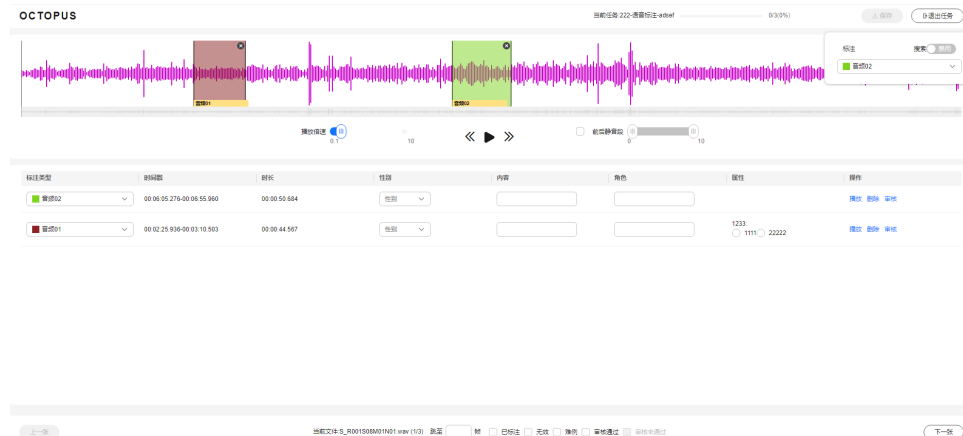 OCTOPUS
当前任务 222-语音标注-adsef 0/3(0%) 保存 退出任务
标注 搜索 禁用
音频02
音频01 音频02
播放倍速 0.1 10 前后静音段 0 10
标注类型 时间段 时长 性别 内容 角色 属性 操作
音频02 00:06:05.276-00:06:55.960 00:00:50.684 性别 播放 删除 审核
音频01 00:02:25.936-00:03:10.503 00:00:44.567 性别 1233: 1111 22222 播放 删除 审核
上一张 当前文件:S_R001S08M01N01.wav (1/3) 跳至 帧 已标注 无效 难例 审核通过 审核未通过 下一张